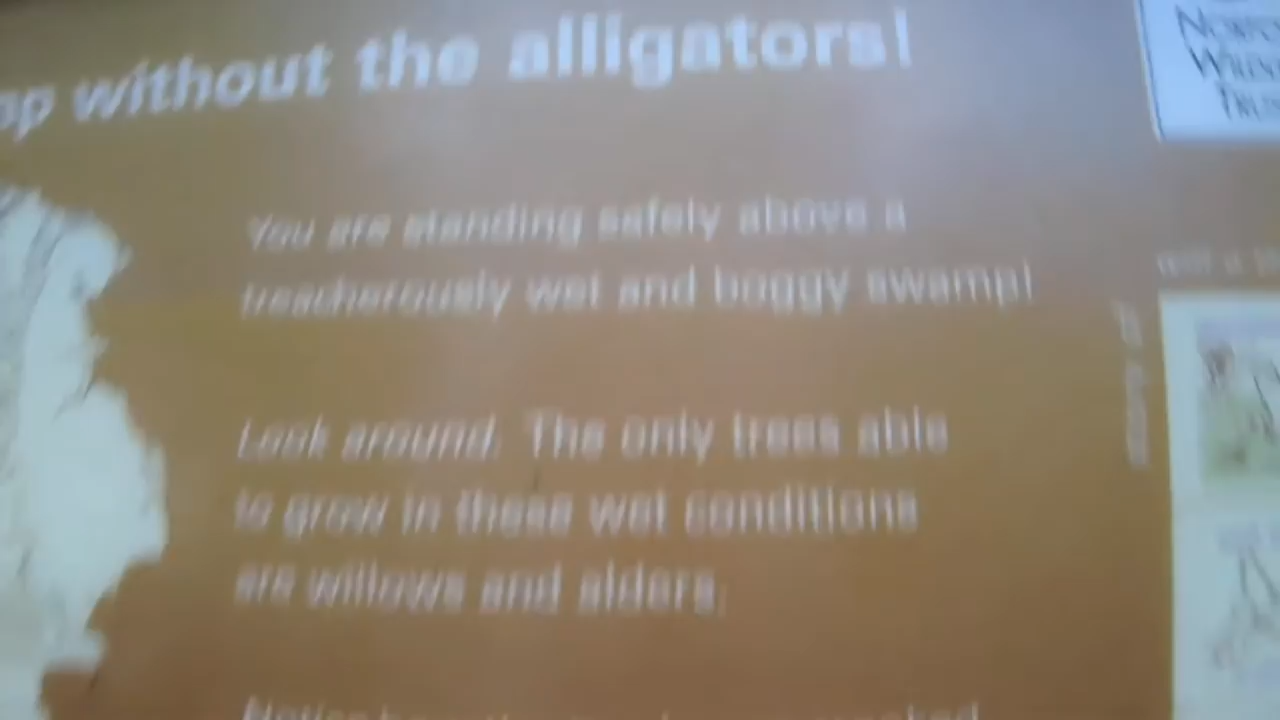 without the alligators!
You are standing safely above a
treacherously wet and boggy swamp!
Look around. The only trees able
to grow in these wet conditions
are willows and alders.